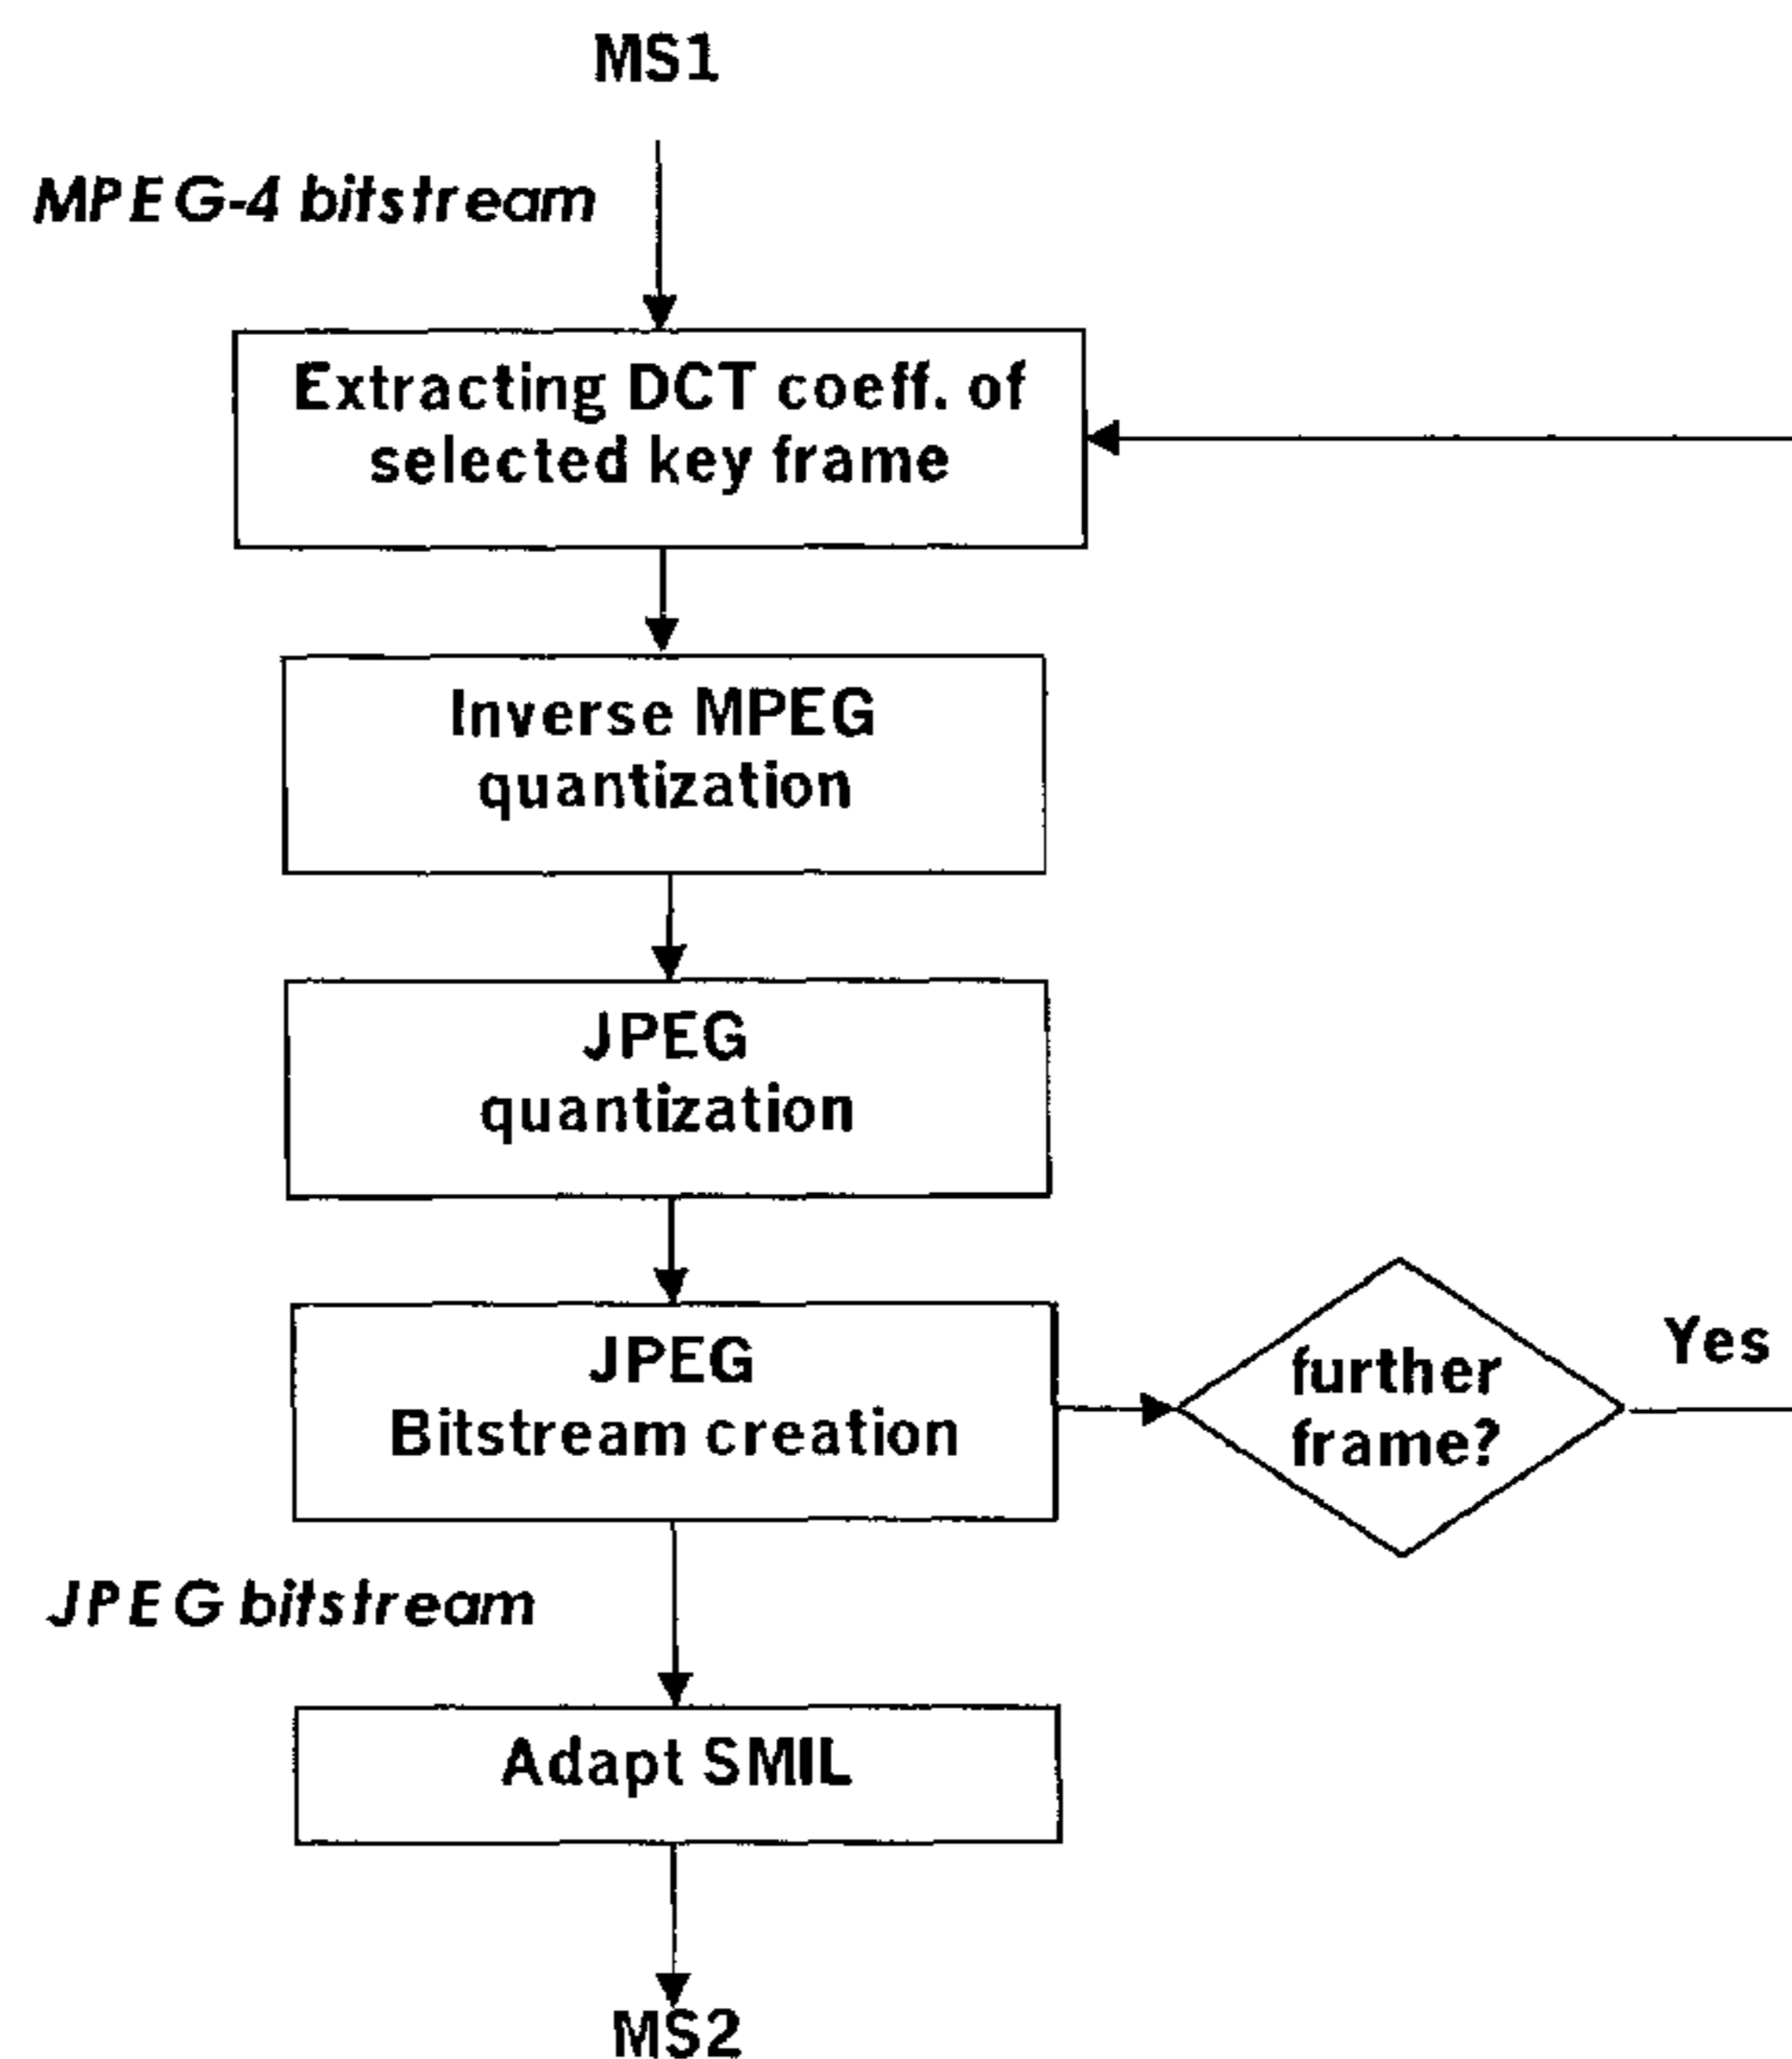 MS1
MPEG-4 bitstream
Extracting DCT coeff. of
selected key frame
Inverse MPEG
quantization
JPEG
quantization
JPEG
Bitstream creation
further
frame?
Yes
JPEG bitstream
Adapt SMIL
MS2